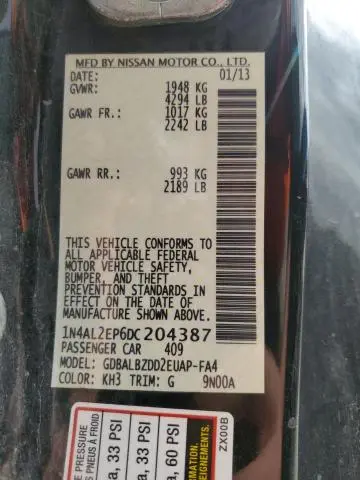 MFD BY NISSAN MOTOR CO., LTD.
DATE: 01/13
GVWR: 1948 KG
4294 LB
GAWR FR.: 1017 KG
2242 LB
GAWR RR.: 993 KG
2189 LB
THIS VEHICLE CONFORMS TO
ALL APPLICABLE FEDERAL
MOTOR VEHICLE SAFETY,
BUMPER, AND THEFT
PREVENTION STANDARDS
IN EFFECT ON THE DATE OF
MANUFACTURE SHOWN ABOVE.
1N4AL2EP6DC204387
PASSENGER CAR 409
MODEL: GDBALBZDD2EUAP-FA4
COLOR: KH3 TRIM: G 9N00A
ZX00B
E PRESSURE
ES PNEUS À FROID
a, 33 PSI
a, 33 PSI
a, 60 PSI